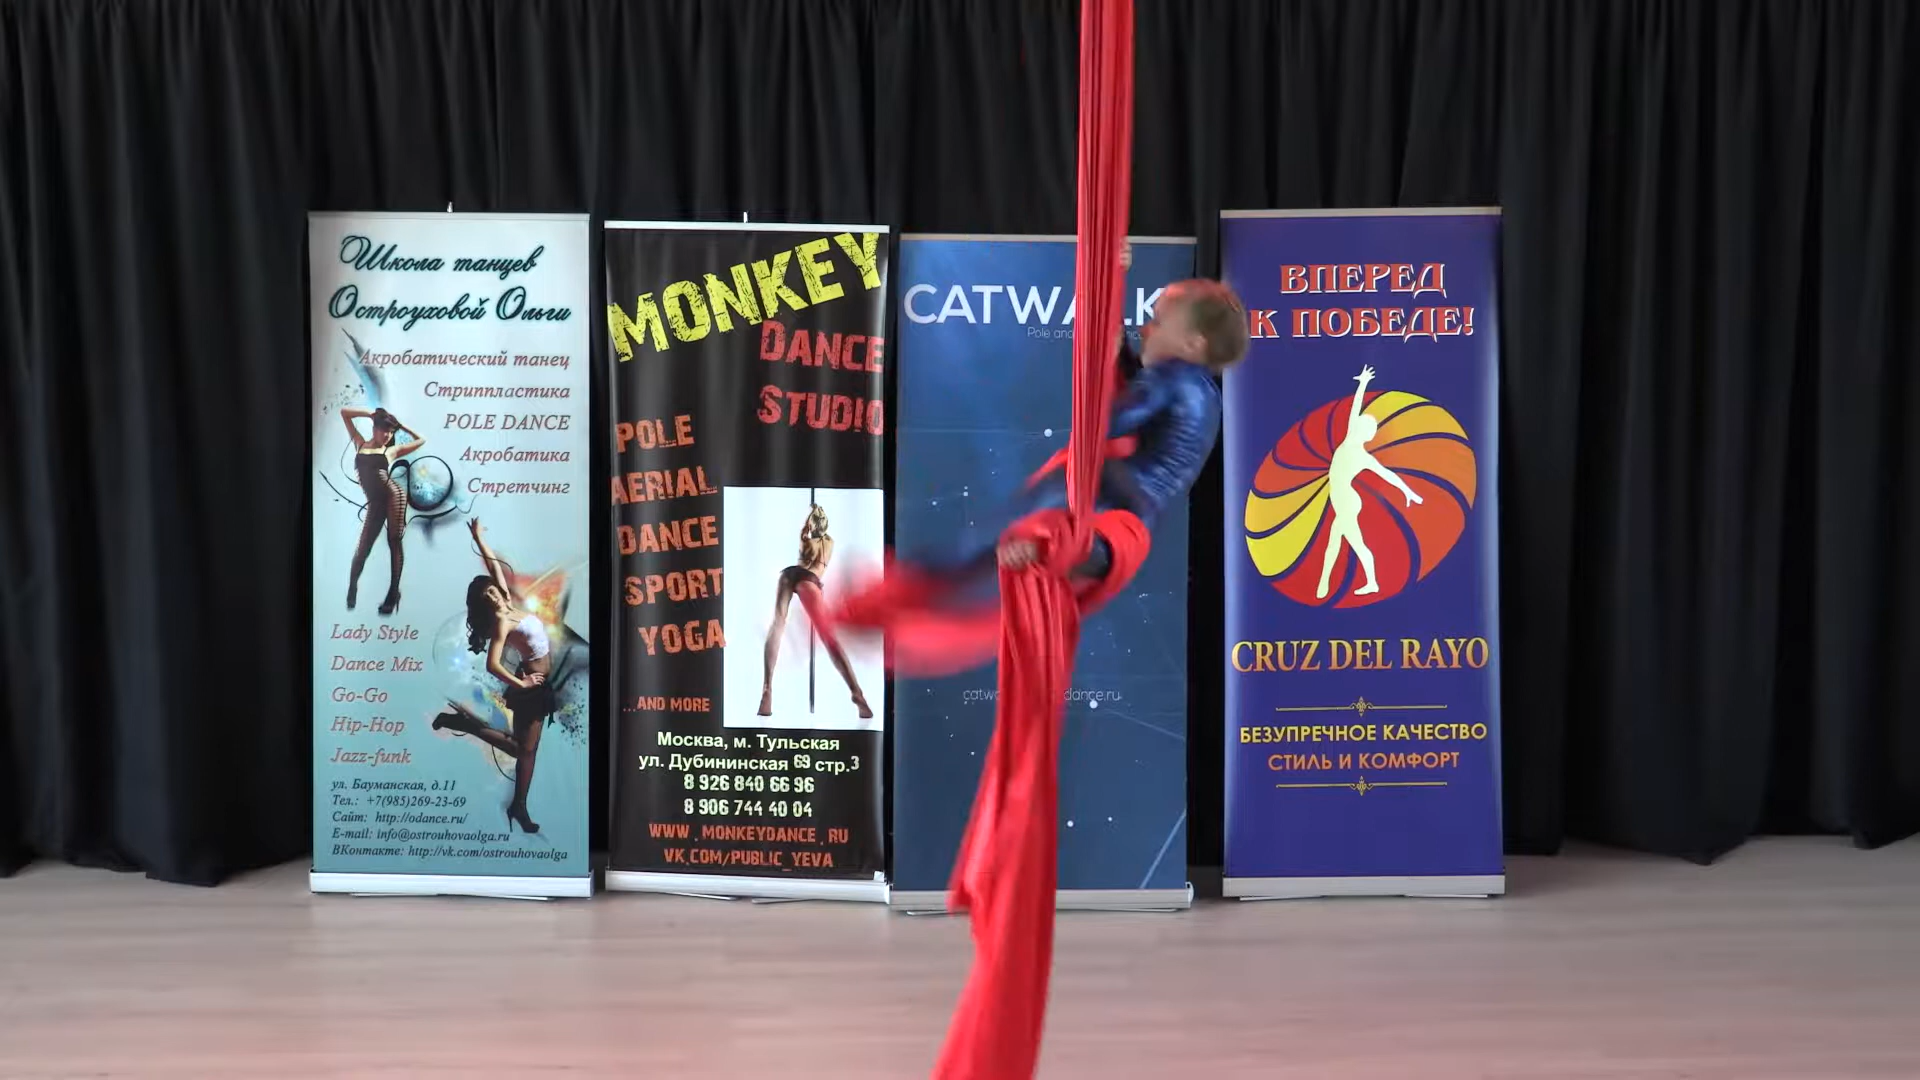 Школа танцев
Остроуховой Ольги
Акробатический танец
Стриппластика
POLE DANCE
Акробатика
Стретчинг
Lady Style
Dance Mix
Go-Go
Hip-Hop
Jazz-funk
ул. Бауманская, д.11
Тел.: +7(985)269-23-69
Сайт: http://odance.ru/
E-mail: info@ostrouhovaolga.ru
ВКонтакте: http://vk.com/ostrouhovaolga
MONKEY
DANCE
STUDIO
POLE
AERIAL
DANCE
SPORT
YOGA
...AND MORE
Москва, м. Тульская
ул. Дубининская 69 стр.3
8 926 840 66 96
8 906 744 40 04
WWW.MONKEYDANCE.RU
VK.COM/PUBLIC_YEVA
CATWALK
Pole and
dance.ru
ВПЕРЕД
К ПОБЕДЕ!
CRUZ DEL RAYO
БЕЗУПРЕЧНОЕ КАЧЕСТВО
СТИЛЬ И КОМФОРТ